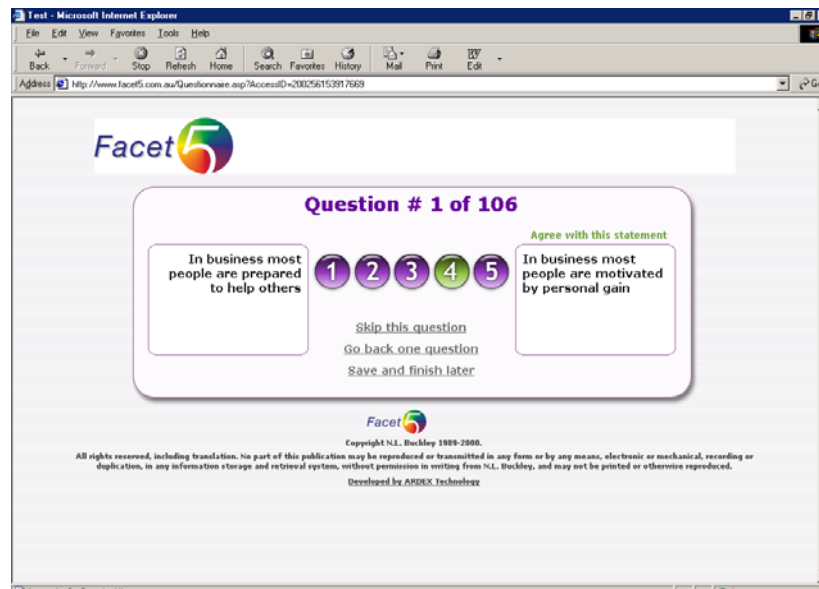 Test - Microsoft Internet Explorer
File Edit View Favorites Tools Help
Back Forward Stop Refresh Home Search Favorites History Mail Print Edit
Address http://www.facet5.com.au/Questionnaire.asp?AccessID=200256153917669
Facet 5
Question # 1 of 106
Agree with this statement
In business most
people are prepared
to help others
1 2 3 4 5
In business most
people are motivated
by personal gain
Skip this question
Go back one question
Save and finish later
Facet 5
Copyright N.L. Buckley 1989-2000.
All rights reserved, including translation. No part of this publication may be reproduced or transmitted in any form or by any means, electronic or mechanical, recording or
duplication, in any information storage and retrieval system, without permission in writing from N.L. Buckley, and may not be printed or otherwise reproduced.
Developed by ARDEX Technology